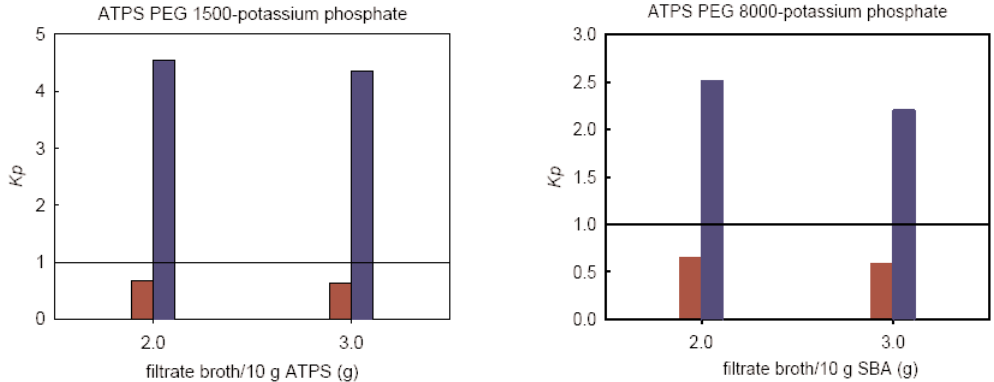 ATPS PEG 1500-potassium phosphate
5
4
3
2
1
0
Kp
2.0 3.0
filtrate broth/10 g ATPS (g)
ATPS PEG 8000-potassium phosphate
3.0
2.5
2.0
1.5
1.0
0.5
0.0
Kp
2.0 3.0
filtrate broth/10 g SBA (g)